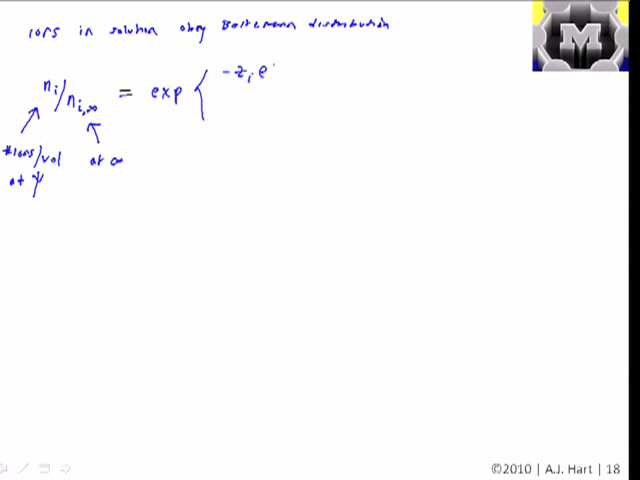 ions in solution obey Boltzmann distribution
n_i/n_i,∞ = exp { -z_i e
#ions/vol at ∞
at ψ
M
©2010 | A.J. Hart | 18